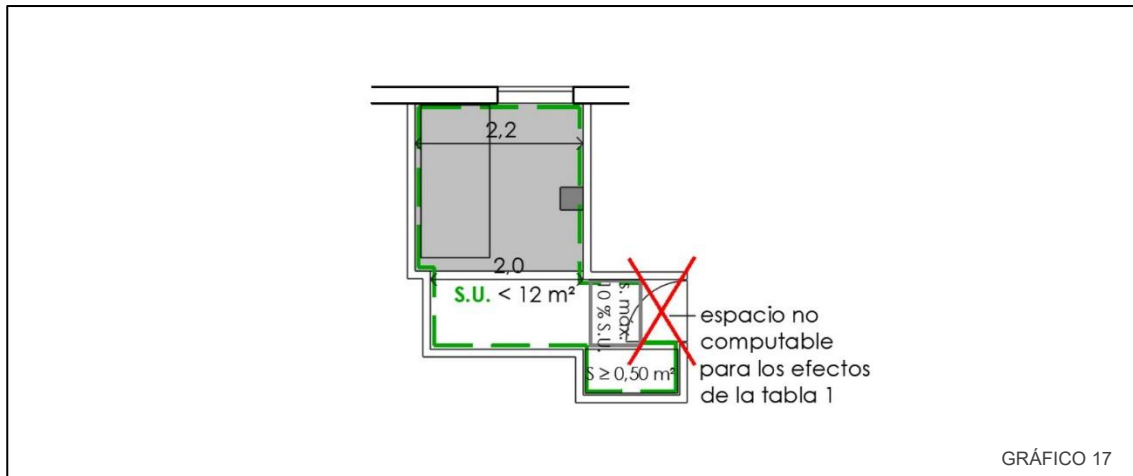 2,2
2,0
S.U. < 12 m²
s. máx.
10 % S.U.
S ≥ 0,50 m²
espacio no
computable
para los efectos
de la tabla 1
GRÁFICO 17